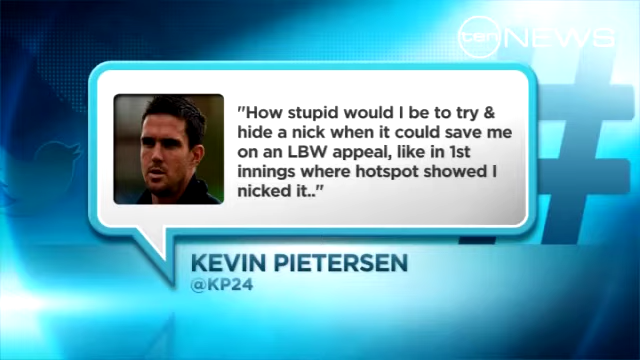 ten NEWS
"How stupid would I be to try &
hide a nick when it could save me
on an LBW appeal, like in 1st
innings where hotspot showed I
nicked it.."
KEVIN PIETERSEN
@KP24
#